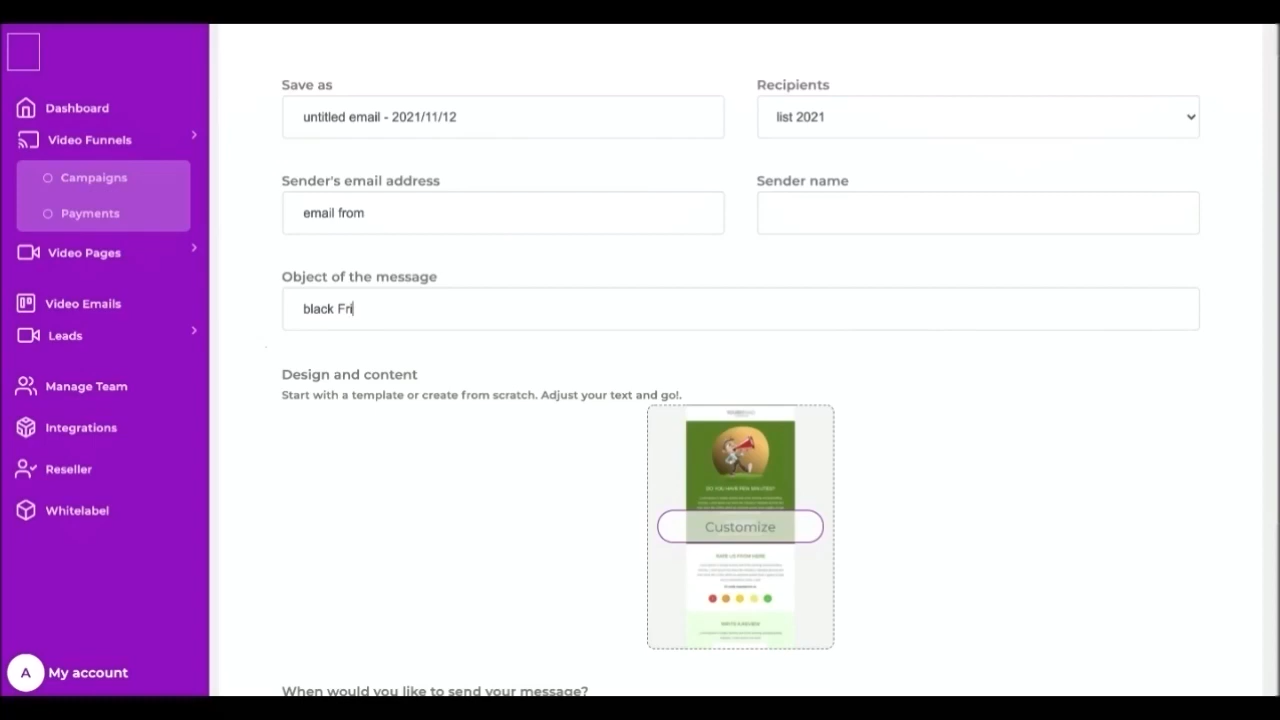 Dashboard
Video Funnels
Campaigns
Payments
Video Pages
Video Emails
Leads
Manage Team
Integrations
Reseller
Whitelabel
A My account
Save as
untitled email - 2021/11/12
Recipients
list 2021
Sender's email address
email from
Sender name
Object of the message
black Fri
Design and content
Start with a template or create from scratch. Adjust your text and go!.
Customize
When would you like to send your message?